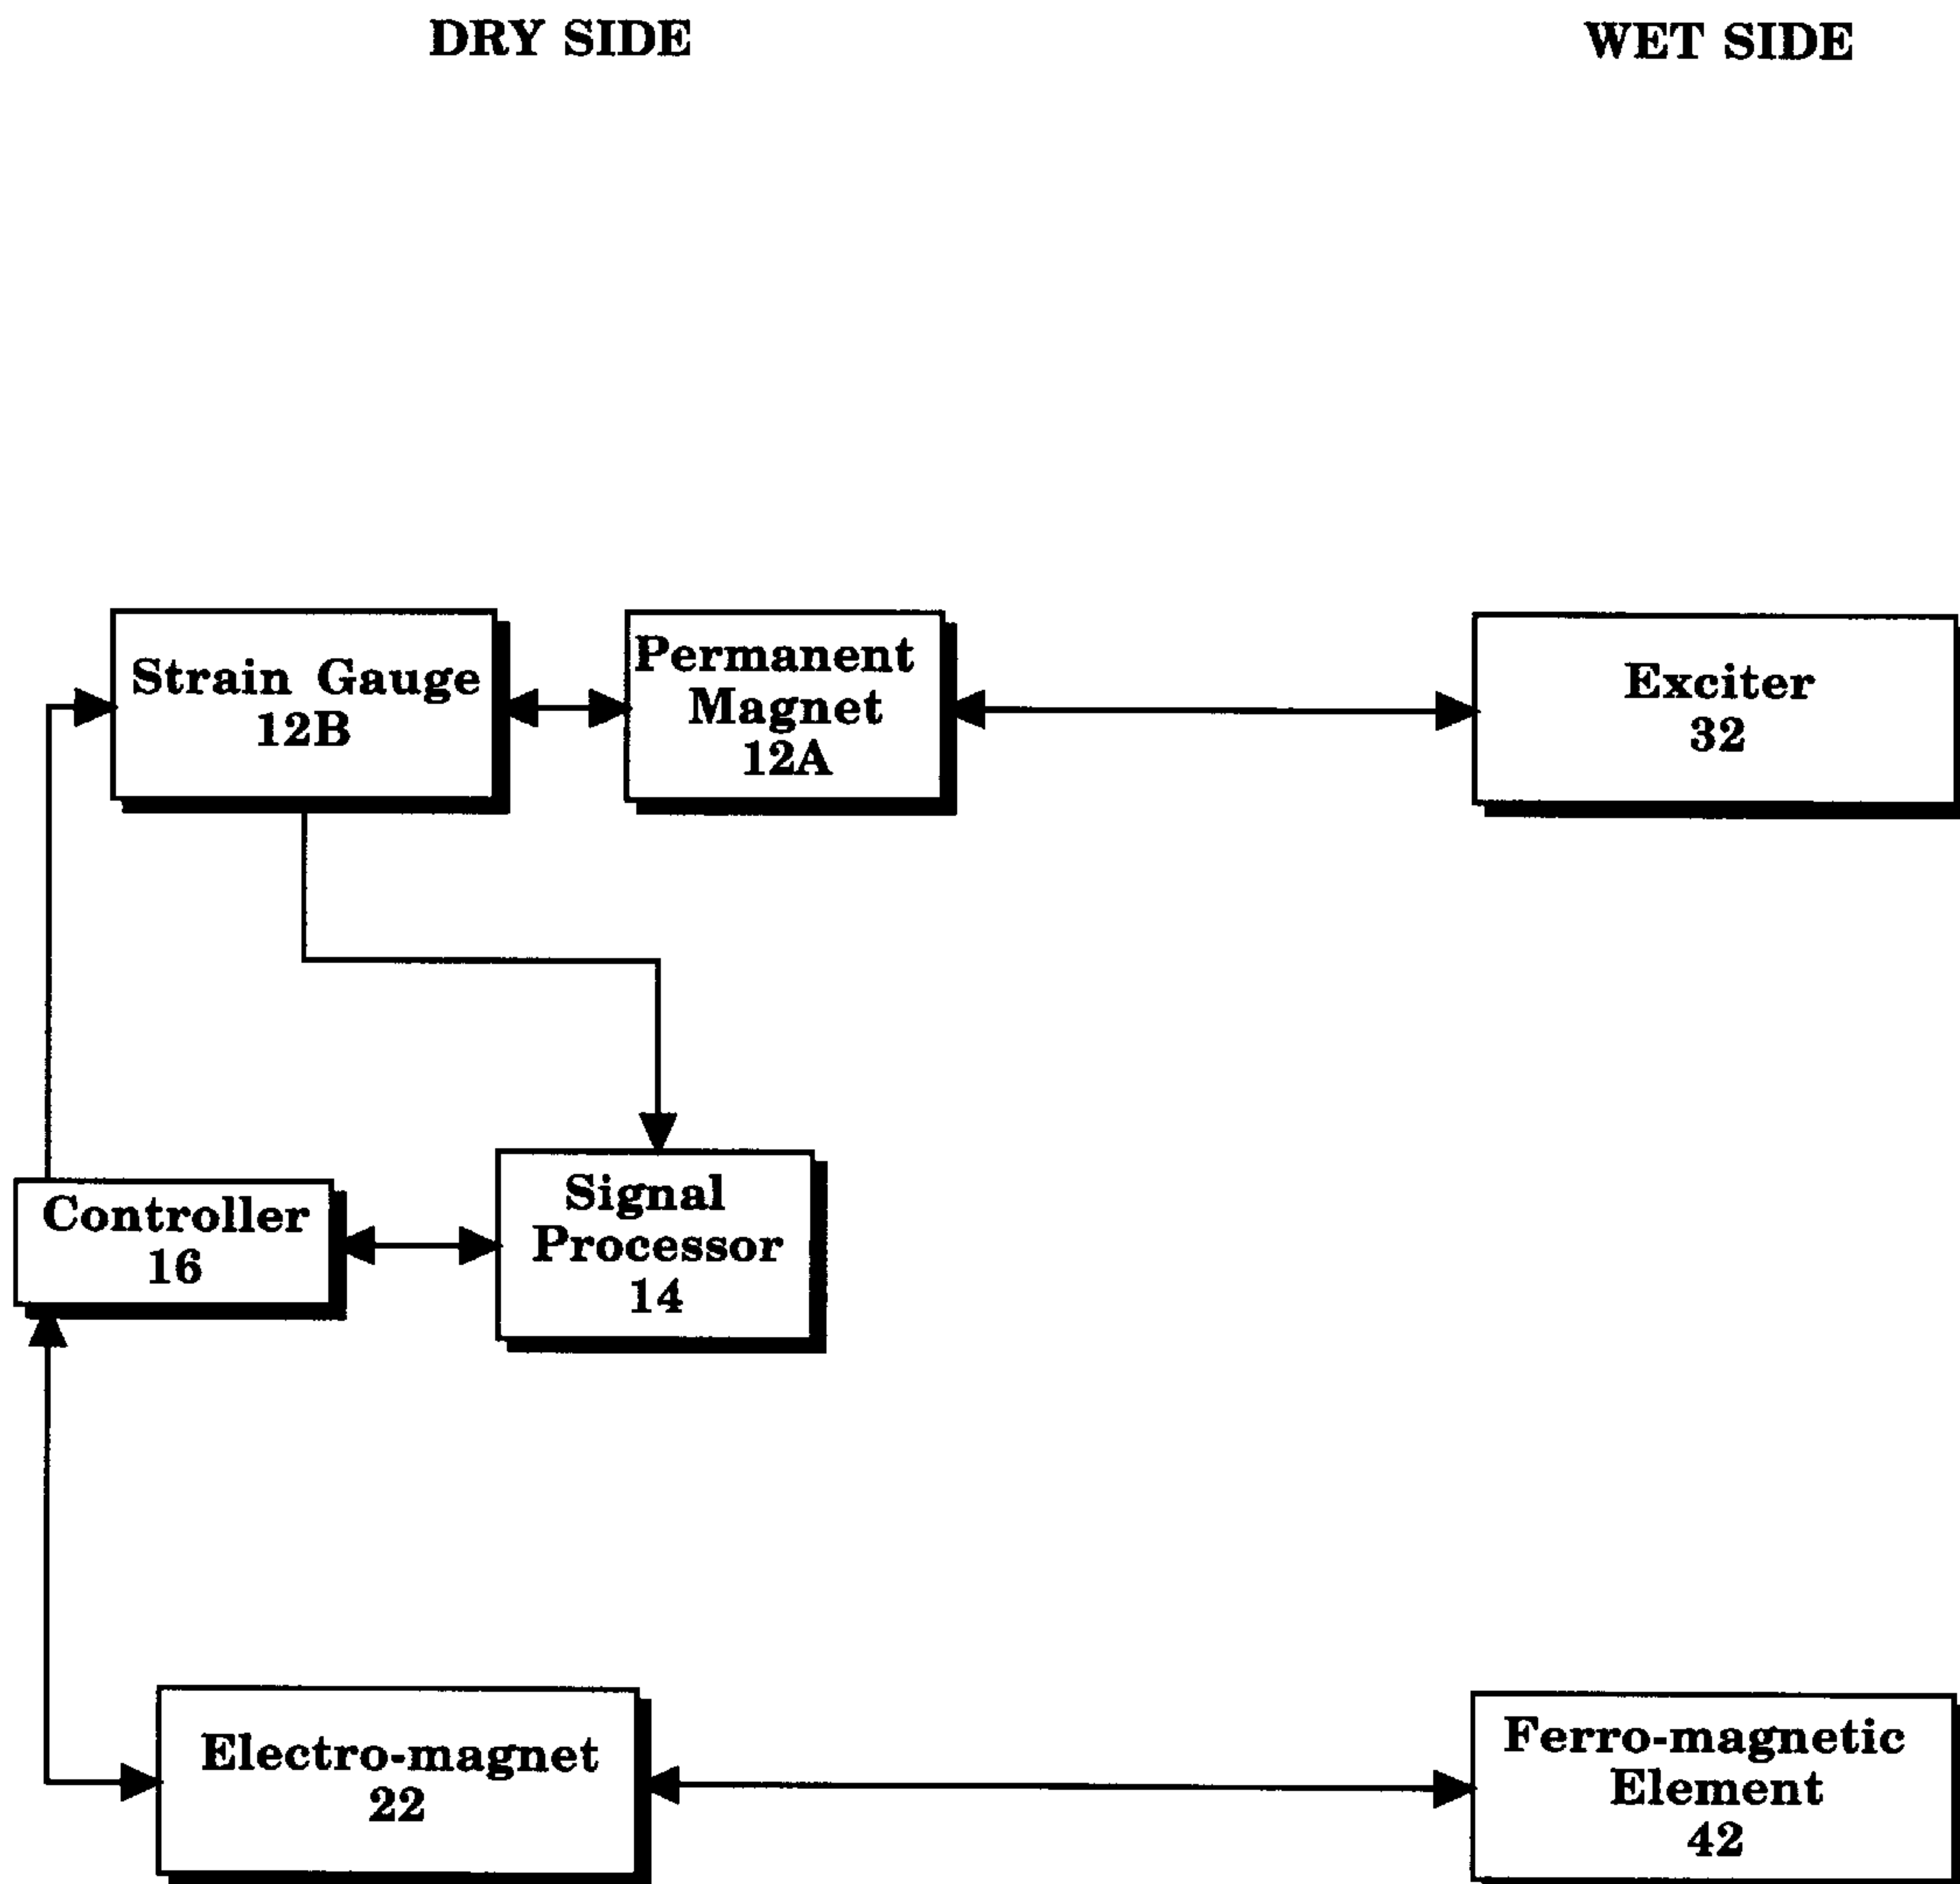 DRY SIDE
WET SIDE
Strain Gauge
12B
Permanent
Magnet
12A
Exciter
32
Controller
16
Signal
Processor
14
Electro-magnet
22
Ferro-magnetic
Element
42